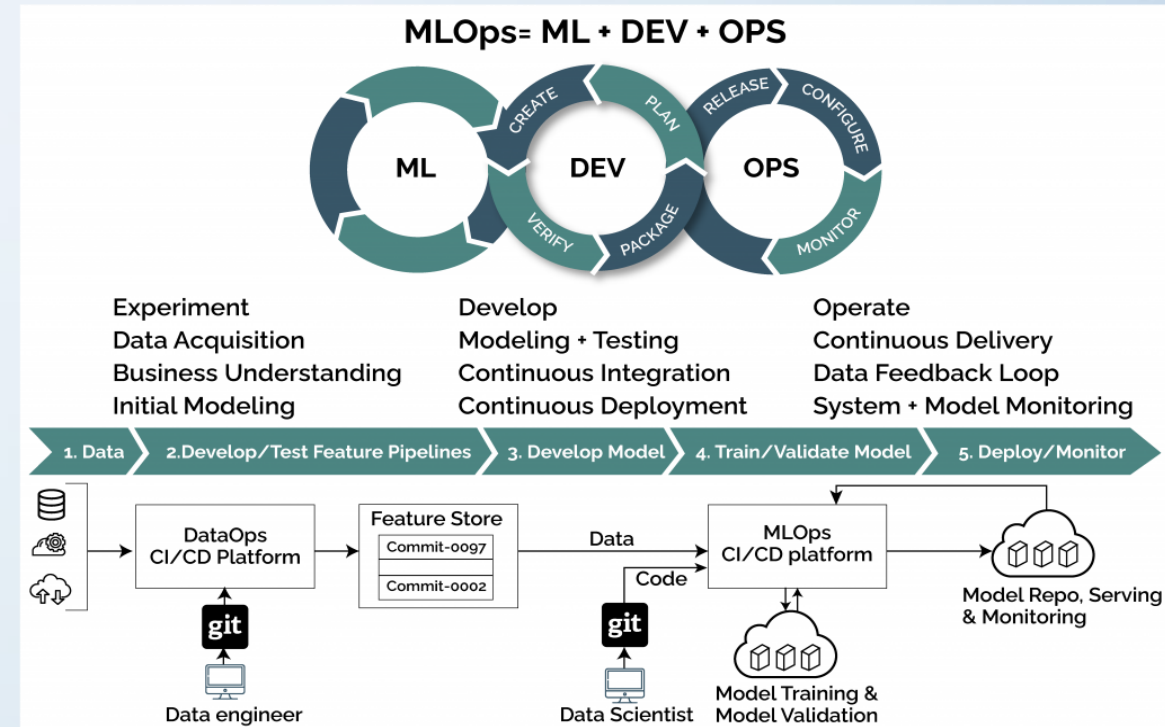 MLOps= ML + DEV + OPS
ML
CREATE
PLAN
DEV
VERIFY
PACKAGE
RELEASE
CONFIGURE
OPS
MONITOR
Experiment
Data Acquisition
Business Understanding
Initial Modeling
Develop
Modeling + Testing
Continuous Integration
Continuous Deployment
Operate
Continuous Delivery
Data Feedback Loop
System + Model Monitoring
1. Data
2.Develop/Test Feature Pipelines
3. Develop Model
4. Train/Validate Model
5. Deploy/Monitor
DataOps
CI/CD Platform
git
Data engineer
Feature Store
Commit-0097
Commit-0002
Data
Code
git
Data Scientist
MLOps
CI/CD platform
Model Training &
Model Validation
Model Repo, Serving
& Monitoring